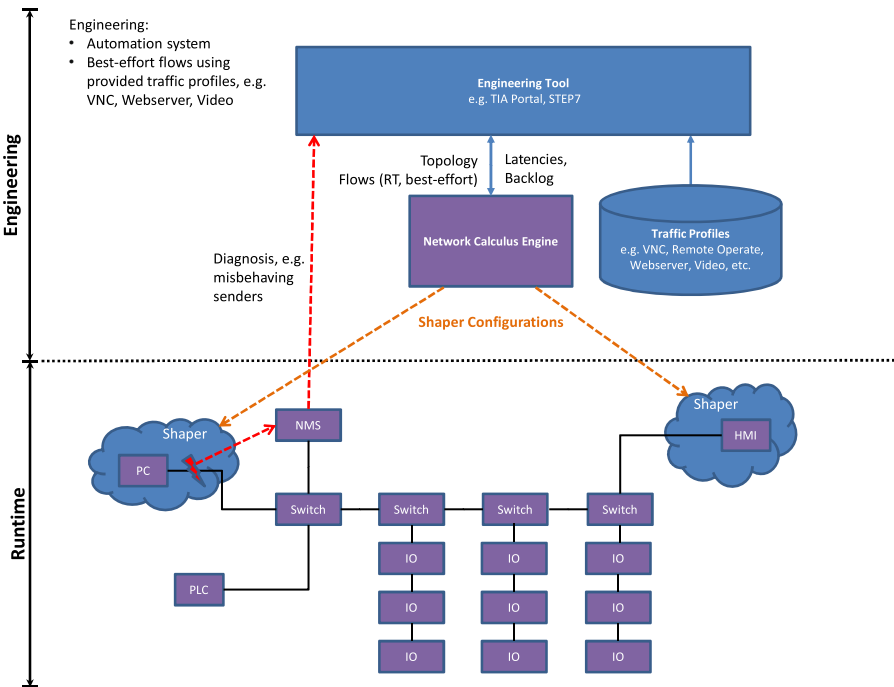 Engineering:
• Automation system
• Best-effort flows using
provided traffic profiles, e.g.
VNC, Webserver, Video
Engineering Tool
e.g. TIA Portal, STEP7
Engineering
Topology
Flows (RT, best-effort)
Latencies,
Backlog
Network Calculus Engine
Traffic Profiles
e.g. VNC, Remote Operate,
Webserver, Video, etc.
Diagnosis, e.g.
misbehaving
senders
Shaper Configurations
Runtime
Shaper
PC
NMS
Shaper
HMI
Switch
Switch
Switch
Switch
IO
IO
IO
PLC
IO
IO
IO
IO
IO
IO